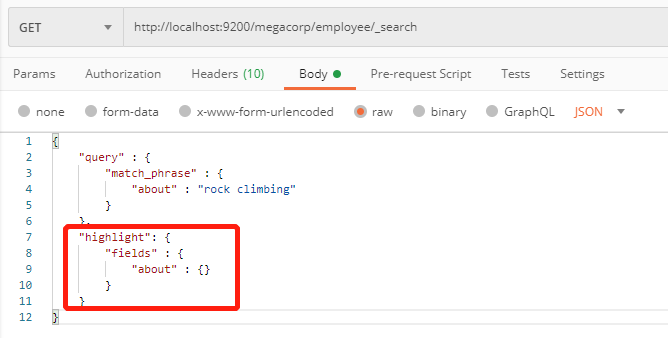 GET http://localhost:9200/megacorp/employee/_search
Params Authorization Headers (10) Body Pre-request Script Tests Settings
none form-data x-www-form-urlencoded raw binary GraphQL JSON
1 {
2 "query" : {
3 "match_phrase" : {
4 "about" : "rock climbing"
5 }
6 },
7 "highlight": {
8 "fields" : {
9 "about" : {}
10 }
11 }
12 }